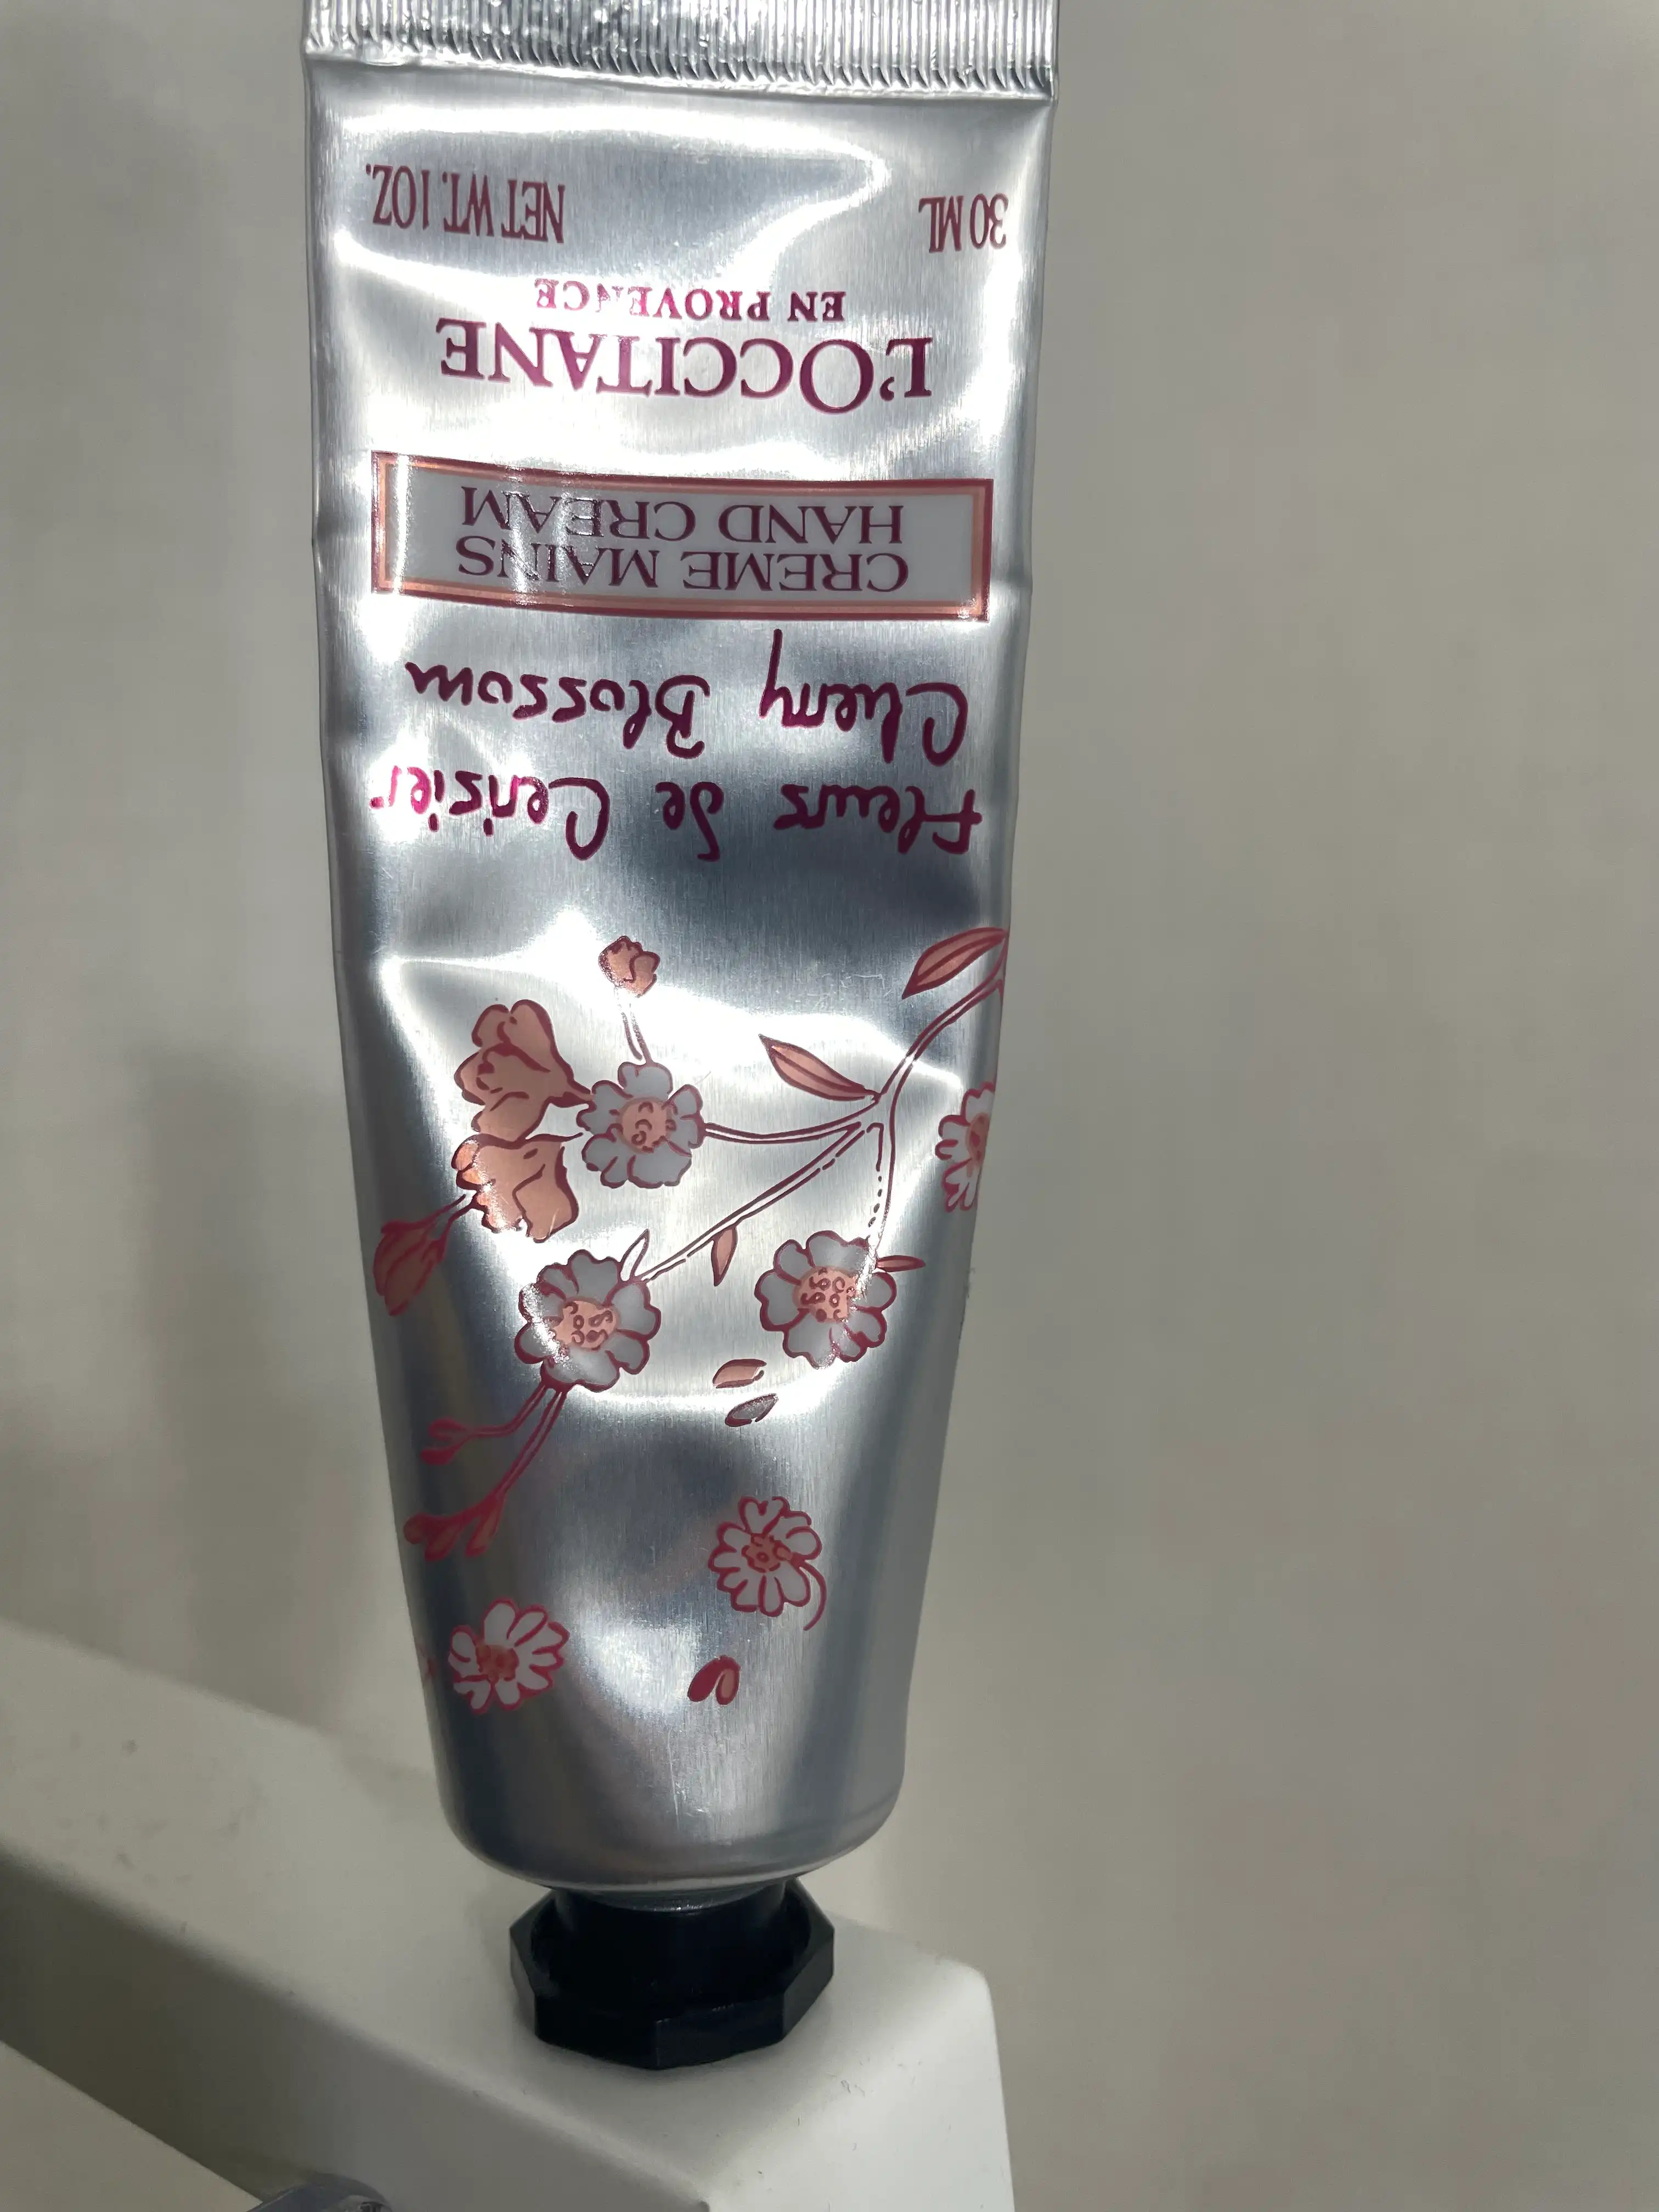 Fleurs de Cerisier
Cherry Blossom
CREME MAINS
HAND CREAM
L'OCCITANE
EN PROVENCE
30 ML NET WT. 1 OZ.